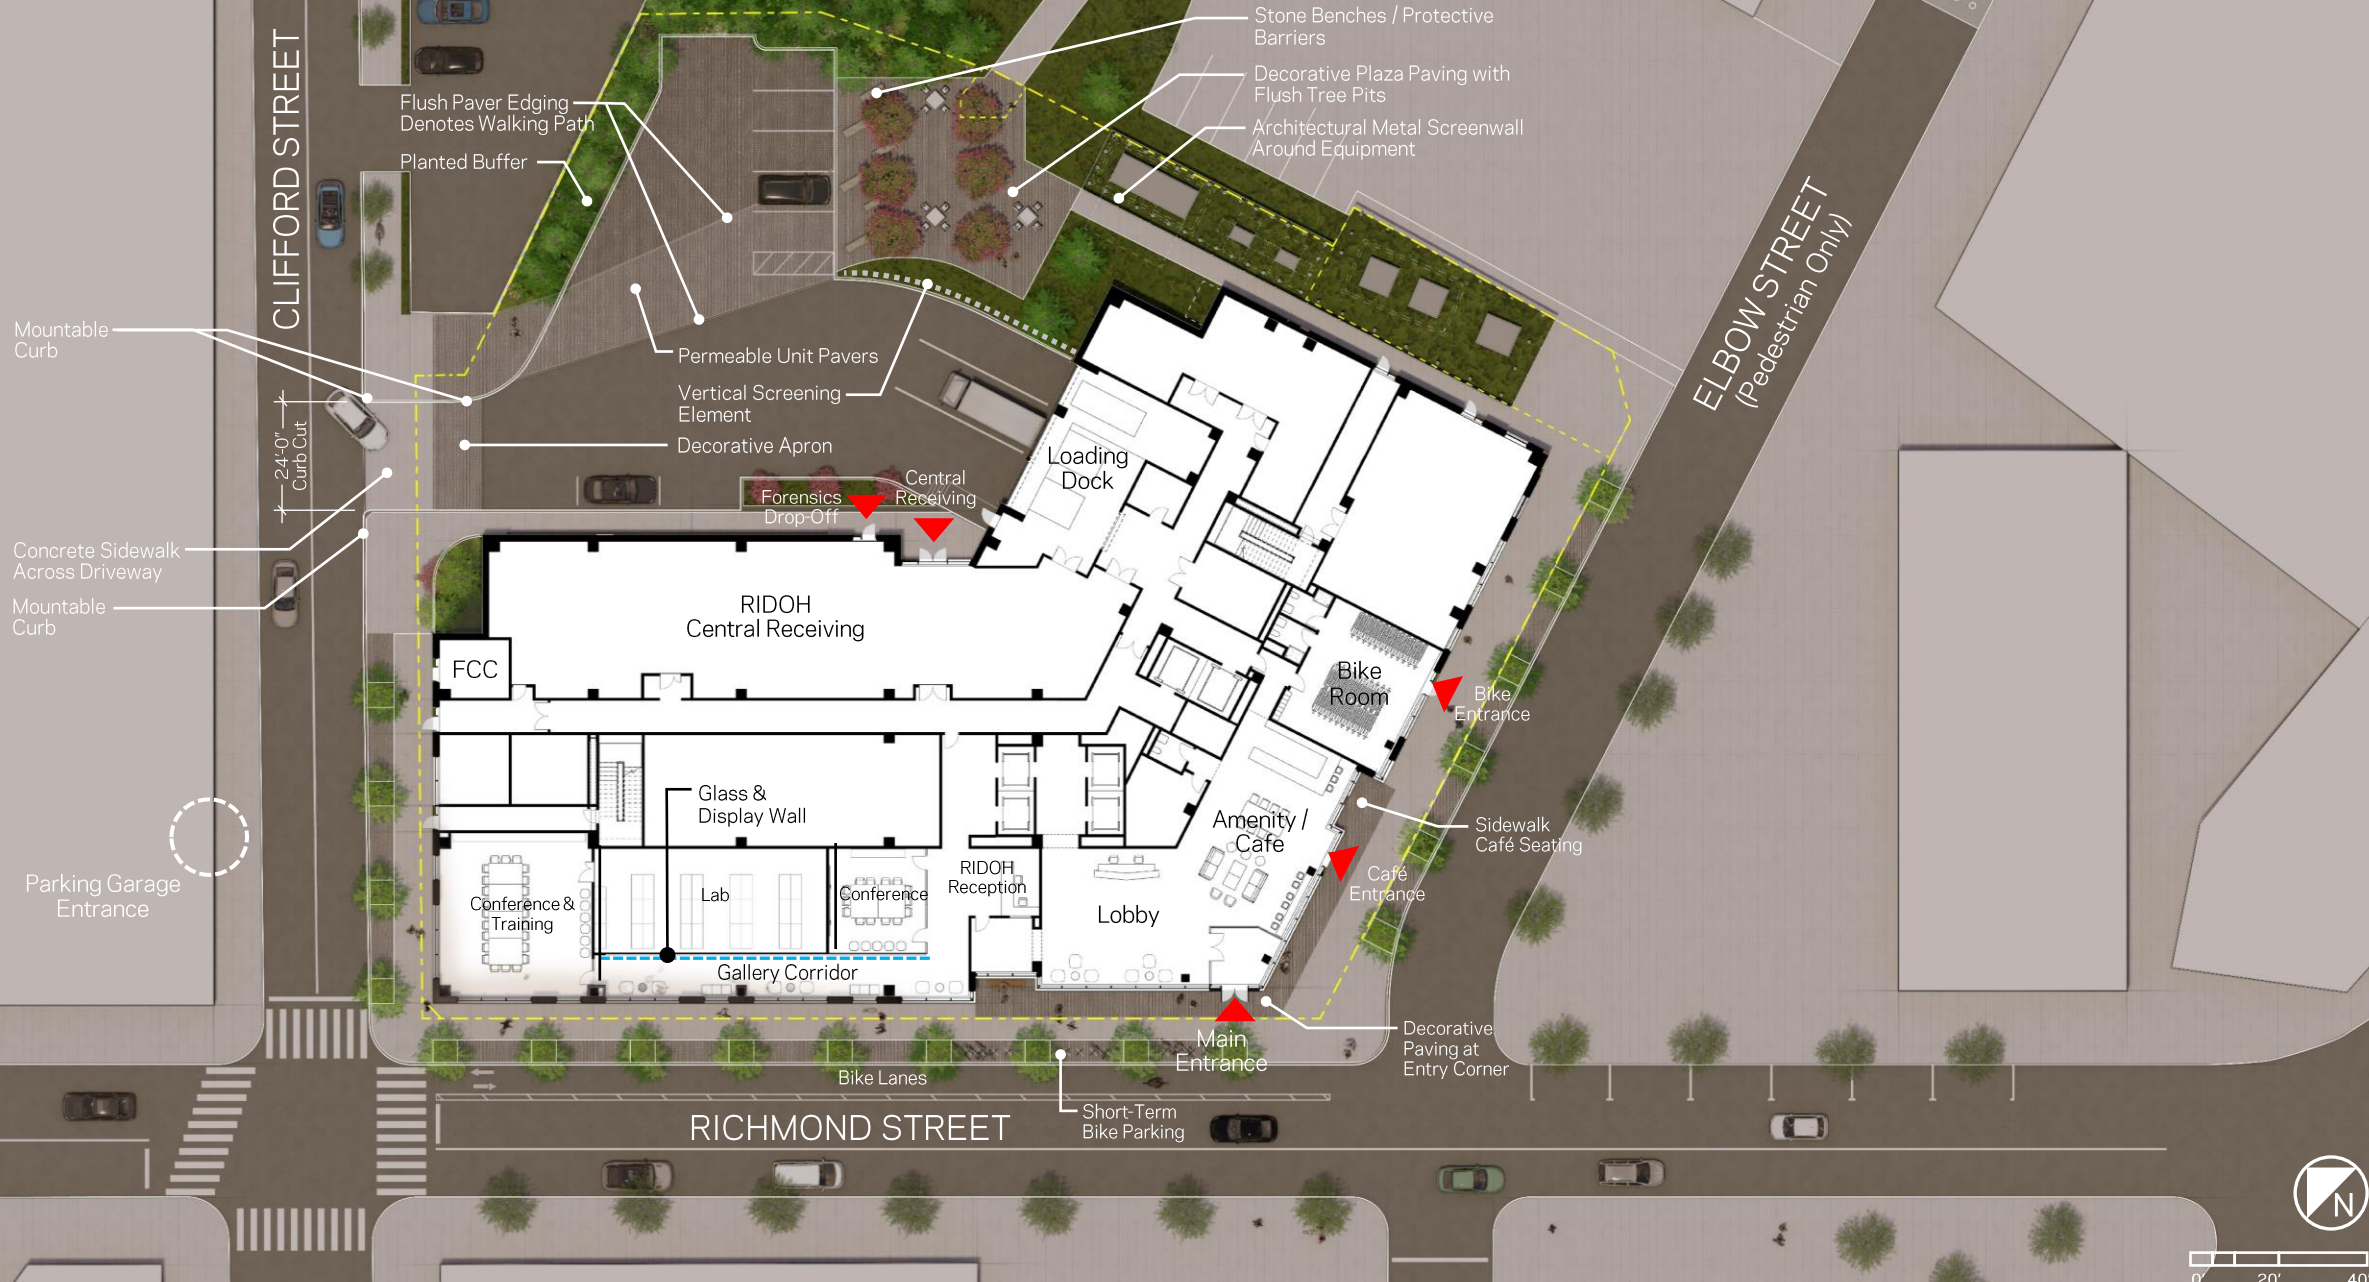 Stone Benches / Protective
Barriers
Decorative Plaza Paving with
Flush Tree Pits
Architectural Metal Screenwall
Around Equipment
CLIFFORD STREET
Flush Paver Edging
Denotes Walking Path
Planted Buffer
ELBOW STREET
(Pedestrian Only)
Mountable
Curb
Permeable Unit Pavers
Vertical Screening
Element
Decorative Apron
24'-0"
Curb Cut
Loading
Dock
Forensics
Drop-Off
Central
Receiving
Concrete Sidewalk
Across Driveway
Mountable
Curb
RIDOH
Central Receiving
FCC
Bike
Room
Bike
Entrance
Glass &
Display Wall
Amenity /
Cafe
Sidewalk
Café Seating
Café
Entrance
Parking Garage
Entrance
Conference &
Training
Lab
Conference
RIDOH
Reception
Lobby
Gallery Corridor
Main
Entrance
Decorative
Paving at
Entry Corner
Bike Lanes
RICHMOND STREET
Short-Term
Bike Parking
N
0'
20'
40